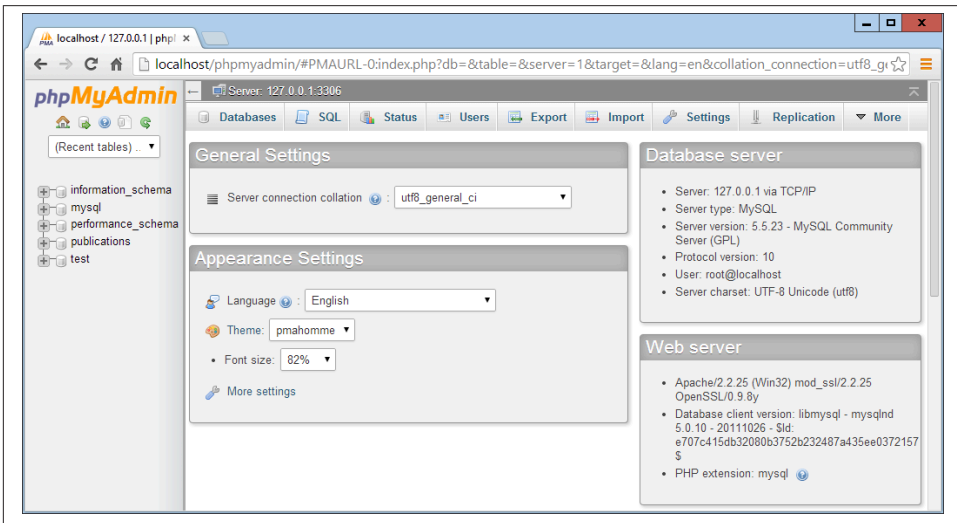 localhost / 127.0.0.1 | phpl
localhost/phpmyadmin/#PMAURL-0:index.php?db=&table=&server=1&target=&lang=en&collation_connection=utf8_ge
phpMyAdmin
(Recent tables) ...
information_schema
mysql
performance_schema
publications
test
Server: 127.0.0.1:3306
Databases SQL Status Users Export Import Settings Replication More
General Settings
Server connection collation : utf8_general_ci
Appearance Settings
Language : English
Theme: pmahomme
Font size: 82%
More settings
Database server
Server: 127.0.0.1 via TCP/IP
Server type: MySQL
Server version: 5.5.23 - MySQL Community
Server (GPL)
Protocol version: 10
User: root@localhost
Server charset: UTF-8 Unicode (utf8)
Web server
Apache/2.2.25 (Win32) mod_ssl/2.2.25
OpenSSL/0.9.8y
Database client version: libmysql - mysqlnd
5.0.10 - 20111026 - $Id:
e707c415db32080b3752b232487a435ee0372157
$
PHP extension: mysql